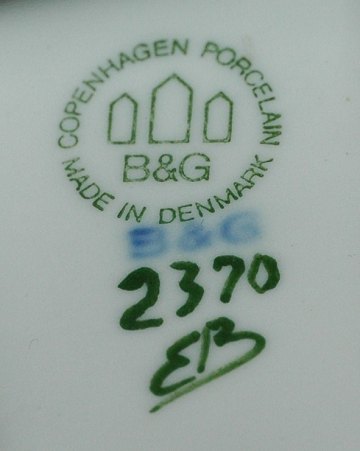 COPENHAGEN PORCELAIN
B&G
MADE IN DENMARK
B & G
2370
EB